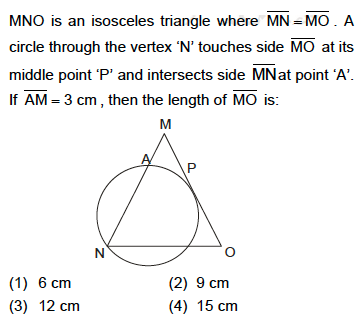 MNO is an isosceles triangle where MN = MO . A
circle through the vertex ‘N’ touches side MO at its
middle point ‘P’ and intersects side MN at point ‘A’.
If AM = 3 cm , then the length of MO is:
M
A
P
N
O
(1) 6 cm (2) 9 cm
(3) 12 cm (4) 15 cm